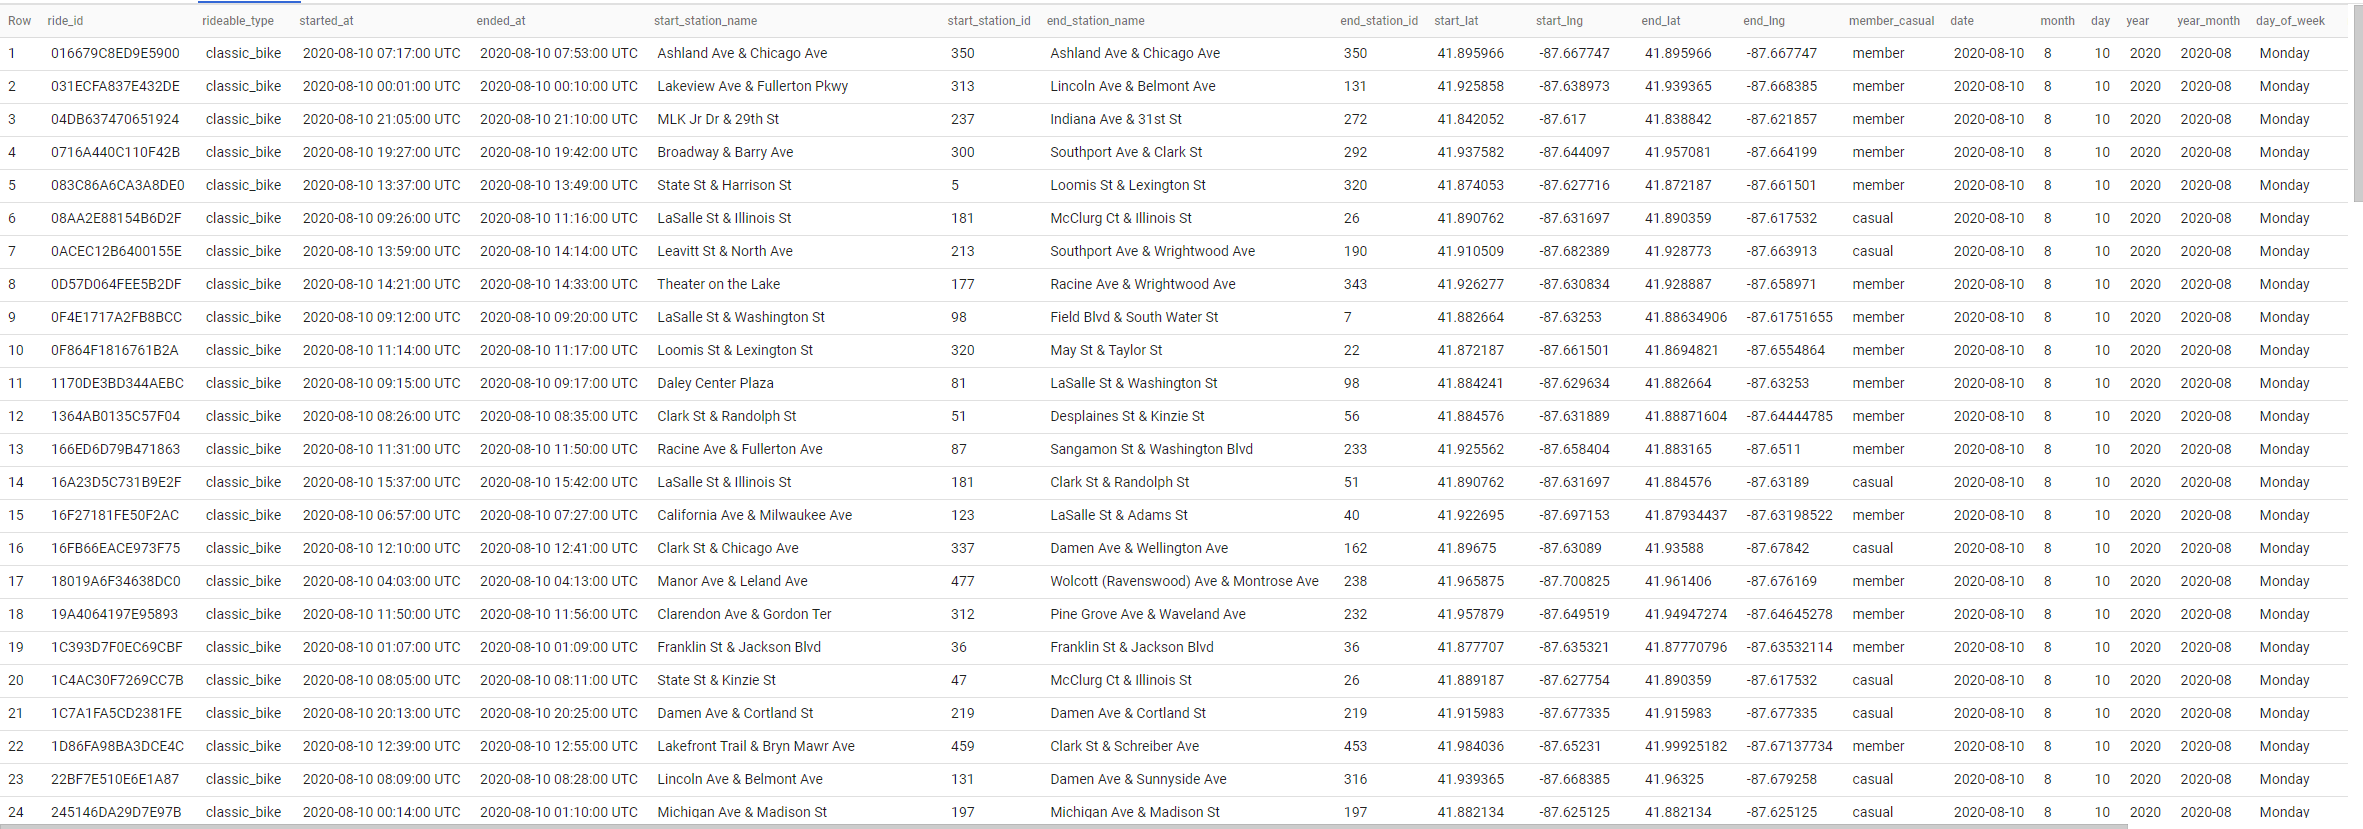 Row ride_id rideable_type started_at ended_at start_station_name start_station_id end_station_name end_station_id start_lat start_lng end_lat end_lng member_casual date month day year year_month day_of_week
1 016679C8ED9E5900 classic_bike 2020-08-10 07:17:00 UTC 2020-08-10 07:53:00 UTC Ashland Ave & Chicago Ave 350 Ashland Ave & Chicago Ave 350 41.895966 -87.667747 41.895966 -87.667747 member 2020-08-10 8 10 2020 2020-08 Monday
2 031ECFA837E432DE classic_bike 2020-08-10 00:01:00 UTC 2020-08-10 00:10:00 UTC Lakeview Ave & Fullerton Pkwy 313 Lincoln Ave & Belmont Ave 131 41.925858 -87.638973 41.939365 -87.668385 member 2020-08-10 8 10 2020 2020-08 Monday
3 04DB637470651924 classic_bike 2020-08-10 21:05:00 UTC 2020-08-10 21:10:00 UTC MLK Jr Dr & 29th St 237 Indiana Ave & 31st St 272 41.842052 -87.617 41.838842 -87.621857 member 2020-08-10 8 10 2020 2020-08 Monday
4 0716A440C110F42B classic_bike 2020-08-10 19:27:00 UTC 2020-08-10 19:42:00 UTC Broadway & Barry Ave 300 Southport Ave & Clark St 292 41.937582 -87.644097 41.957081 -87.664199 member 2020-08-10 8 10 2020 2020-08 Monday
5 083C86A6CA3A8DE0 classic_bike 2020-08-10 13:37:00 UTC 2020-08-10 13:49:00 UTC State St & Harrison St 5 Loomis St & Lexington St 320 41.874053 -87.627716 41.872187 -87.661501 member 2020-08-10 8 10 2020 2020-08 Monday
6 08AA2E88154B6D2F classic_bike 2020-08-10 09:26:00 UTC 2020-08-10 11:16:00 UTC LaSalle St & Illinois St 181 McClurg Ct & Illinois St 26 41.890762 -87.631697 41.890359 -87.617532 casual 2020-08-10 8 10 2020 2020-08 Monday
7 0ACEC12B6400155E classic_bike 2020-08-10 13:59:00 UTC 2020-08-10 14:14:00 UTC Leavitt St & North Ave 213 Southport Ave & Wrightwood Ave 190 41.910509 -87.682389 41.928773 -87.663913 casual 2020-08-10 8 10 2020 2020-08 Monday
8 0D57D064FEE5B2DF classic_bike 2020-08-10 14:21:00 UTC 2020-08-10 14:33:00 UTC Theater on the Lake 177 Racine Ave & Wrightwood Ave 343 41.926277 -87.630834 41.928887 -87.658971 member 2020-08-10 8 10 2020 2020-08 Monday
9 0F4E1717A2FB8BCC classic_bike 2020-08-10 09:12:00 UTC 2020-08-10 09:20:00 UTC LaSalle St & Washington St 98 Field Blvd & South Water St 7 41.882664 -87.63253 41.88634906 -87.61751655 member 2020-08-10 8 10 2020 2020-08 Monday
10 0F864F1816761B2A classic_bike 2020-08-10 11:14:00 UTC 2020-08-10 11:17:00 UTC Loomis St & Lexington St 320 May St & Taylor St 22 41.872187 -87.661501 41.8694821 -87.6554864 member 2020-08-10 8 10 2020 2020-08 Monday
11 1170DE3BD344AEBC classic_bike 2020-08-10 09:15:00 UTC 2020-08-10 09:17:00 UTC Daley Center Plaza 81 LaSalle St & Washington St 98 41.884241 -87.629634 41.882664 -87.63253 member 2020-08-10 8 10 2020 2020-08 Monday
12 1364AB0135C57F04 classic_bike 2020-08-10 08:26:00 UTC 2020-08-10 08:35:00 UTC Clark St & Randolph St 51 Desplaines St & Kinzie St 56 41.884576 -87.631889 41.88871604 -87.64444785 member 2020-08-10 8 10 2020 2020-08 Monday
13 166ED6D79B471863 classic_bike 2020-08-10 11:31:00 UTC 2020-08-10 11:50:00 UTC Racine Ave & Fullerton Ave 87 Sangamon St & Washington Blvd 233 41.925562 -87.658404 41.883165 -87.6511 member 2020-08-10 8 10 2020 2020-08 Monday
14 16A23D5C731B9E2F classic_bike 2020-08-10 15:37:00 UTC 2020-08-10 15:42:00 UTC LaSalle St & Illinois St 181 Clark St & Randolph St 51 41.890762 -87.631697 41.884576 -87.63189 casual 2020-08-10 8 10 2020 2020-08 Monday
15 16F27181FE50F2AC classic_bike 2020-08-10 06:57:00 UTC 2020-08-10 07:27:00 UTC California Ave & Milwaukee Ave 123 LaSalle St & Adams St 40 41.922695 -87.697153 41.87934437 -87.63198522 member 2020-08-10 8 10 2020 2020-08 Monday
16 16FB66EACE973F75 classic_bike 2020-08-10 12:10:00 UTC 2020-08-10 12:41:00 UTC Clark St & Chicago Ave 337 Damen Ave & Wellington Ave 162 41.89675 -87.63089 41.93588 -87.67842 casual 2020-08-10 8 10 2020 2020-08 Monday
17 18019A6F34638DC0 classic_bike 2020-08-10 04:03:00 UTC 2020-08-10 04:13:00 UTC Manor Ave & Leland Ave 477 Wolcott (Ravenswood) Ave & Montrose Ave 238 41.965875 -87.700825 41.961406 -87.676169 member 2020-08-10 8 10 2020 2020-08 Monday
18 19A4064197E95893 classic_bike 2020-08-10 11:50:00 UTC 2020-08-10 11:56:00 UTC Clarendon Ave & Gordon Ter 312 Pine Grove Ave & Waveland Ave 232 41.957879 -87.649519 41.94947274 -87.64645278 member 2020-08-10 8 10 2020 2020-08 Monday
19 1C393D7F0EC69CBF classic_bike 2020-08-10 01:07:00 UTC 2020-08-10 01:09:00 UTC Franklin St & Jackson Blvd 36 Franklin St & Jackson Blvd 36 41.877707 -87.635321 41.87770796 -87.63532114 member 2020-08-10 8 10 2020 2020-08 Monday
20 1C4AC30F7269CC7B classic_bike 2020-08-10 08:05:00 UTC 2020-08-10 08:11:00 UTC State St & Kinzie St 47 McClurg Ct & Illinois St 26 41.889187 -87.627754 41.890359 -87.617532 casual 2020-08-10 8 10 2020 2020-08 Monday
21 1C7A1FA5CD2381FE classic_bike 2020-08-10 20:13:00 UTC 2020-08-10 20:25:00 UTC Damen Ave & Cortland St 219 Damen Ave & Cortland St 219 41.915983 -87.677335 41.915983 -87.677335 casual 2020-08-10 8 10 2020 2020-08 Monday
22 1D86FA98BA3DCE4C classic_bike 2020-08-10 12:39:00 UTC 2020-08-10 12:55:00 UTC Lakefront Trail & Bryn Mawr Ave 459 Clark St & Schreiber Ave 453 41.984036 -87.65231 41.99925182 -87.67137734 member 2020-08-10 8 10 2020 2020-08 Monday
23 22BF7E510E6E1A87 classic_bike 2020-08-10 08:09:00 UTC 2020-08-10 08:28:00 UTC Lincoln Ave & Belmont Ave 131 Damen Ave & Sunnyside Ave 316 41.939365 -87.668385 41.96325 -87.679258 casual 2020-08-10 8 10 2020 2020-08 Monday
24 245146DA29D7E97B classic_bike 2020-08-10 00:14:00 UTC 2020-08-10 01:10:00 UTC Michigan Ave & Madison St 197 Michigan Ave & Madison St 197 41.882134 -87.625125 41.882134 -87.625125 casual 2020-08-10 8 10 2020 2020-08 Monday